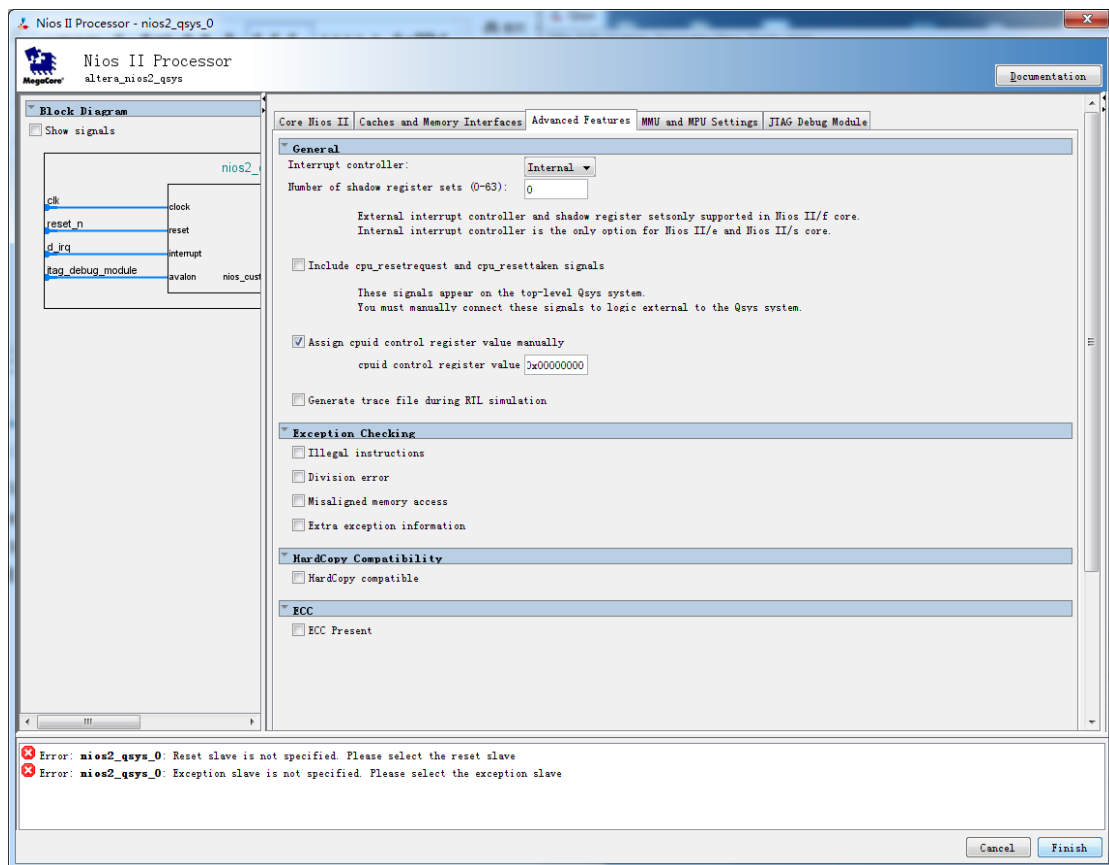 Nios II Processor - nios2_qsys_0
Nios II Processor
altera_nios2_qsys
MegaCore'
Documentation
Block Diagram
Show signals
nios2_
clk
clock
reset_n
reset
d_irq
interrupt
jtag_debug_module
avalon
nios_cust
Core Nios II
Caches and Memory Interfaces
Advanced Features
MMU and MPU Settings
JTAG Debug Module
General
Interrupt controller:
Internal
Number of shadow register sets (0-63):
0
External interrupt controller and shadow register setsonly supported in Nios II/f core.
Internal interrupt controller is the only option for Nios II/e and Nios II/s core.
Include cpu_resetrequest and cpu_resettaken signals
These signals appear on the top-level Qsys system.
You must manually connect these signals to logic external to the Qsys system.
Assign cpuid control register value manually
cpuid control register value
0x00000000
Generate trace file during RTL simulation
Exception Checking
Illegal instructions
Division error
Misaligned memory access
Extra exception information
HardCopy Compatibility
HardCopy compatible
ECC
ECC Present
Error: nios2_qsys_0: Reset slave is not specified. Please select the reset slave
Error: nios2_qsys_0: Exception slave is not specified. Please select the exception slave
Cancel
Finish